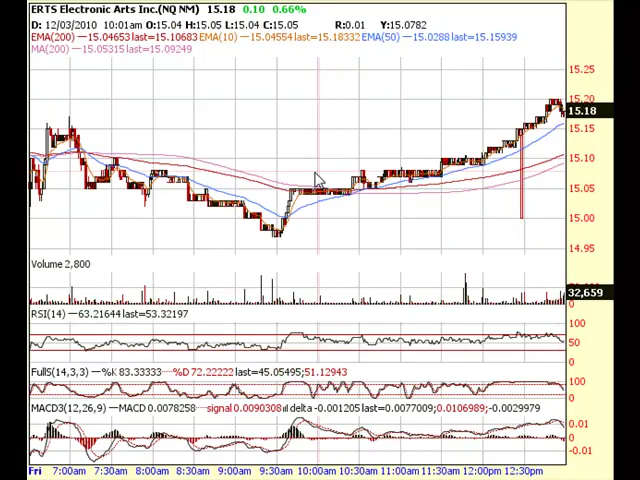 ERTS Electronic Arts Inc.(NQ NM) 15.18 0.10 0.66%
D: 12/03/2010 10:01am O:15.04 H:15.05 L:15.04 C:15.05 R:0.01 Y:15.0782
EMA(200) —15.04653 last=15.10683 EMA(10) —15.04554 last=15.18332 EMA(50) —15.0288 last=15.15939
MA(200) —15.05315 last=15.09249
15.25
15.20
15.18
15.15
15.10
15.05
15.00
14.95
Volume 2,800
32,659
RSI(14) —63.21644 last=53.32197
100
50
0
FullS(14,3,3) —%K 83.33333 —%D 72.22222 last=45.05495;51.12943
100
50
0
MACD3(12,26,9) —MACD 0.0078258 signal 0.0090308 delta -0.001205 last=0.0077009;0.0106989;-0.0029979
0.01
-0.01
Fri 7:00am 7:30am 8:00am 8:30am 9:00am 9:30am 10:00am 10:30am 11:00am 11:30am 12:00pm 12:30pm